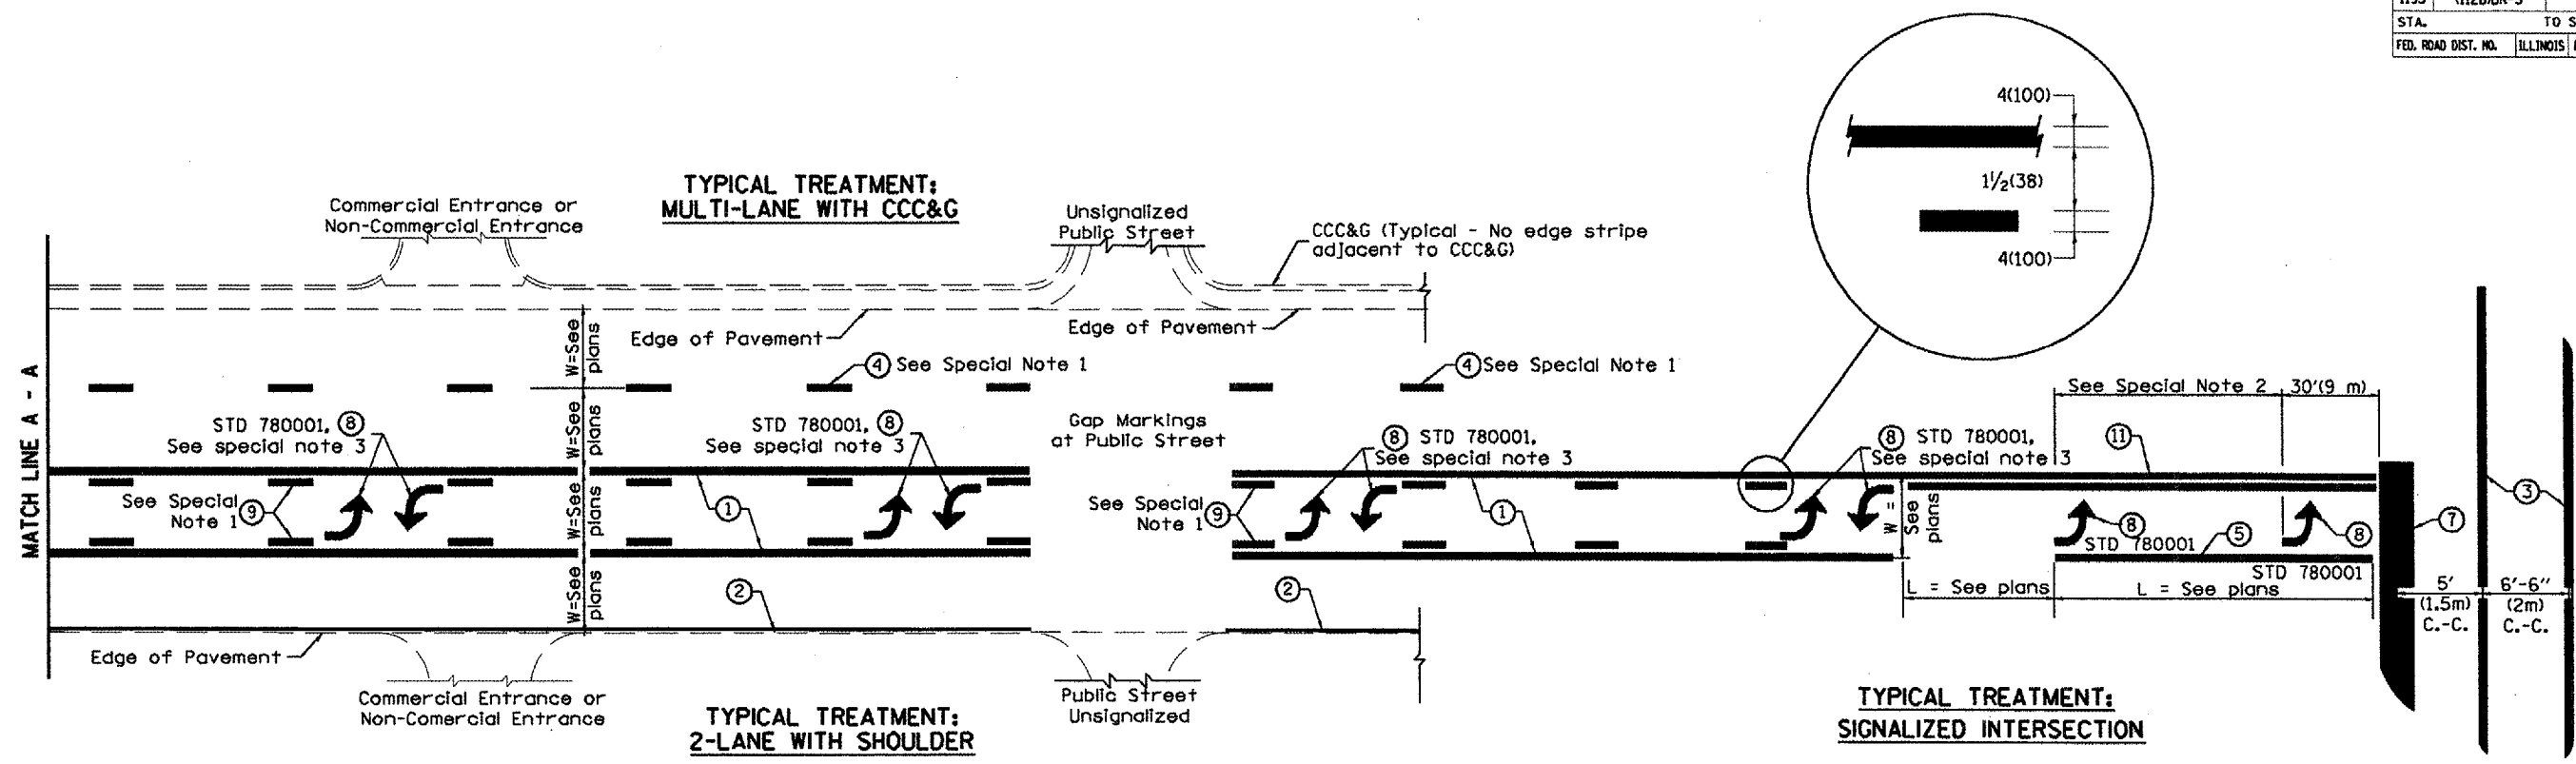 STA. TO S
FED. ROAD DIST. NO. ILLINOIS
4(100)
1½(38)
4(100)
TYPICAL TREATMENT:
MULTI-LANE WITH CCC&G
Commercial Entrance or
Non-Commercial Entrance
Unsignalized
Public Street
CCC&G (Typical - No edge stripe
adjacent to CCC&G)
Edge of Pavement
Edge of Pavement
MATCH LINE A - A
W=See
plans
W=See
plans
W=See
plans
W=See
plans
4 See Special Note 1
4 See Special Note 1
See Special Note 2
30'(9 m)
STD 780001, 8
See special note 3
STD 780001, 8
See special note 3
Gap Markings
at Public Street
8 STD 780001,
See special note 3
8 STD 780001,
See special note 3
11
See Special
Note 1 9
1
See Special
Note 1 9
1
W =
See
plans
8
STD 780001
5
8
7
3
STD 780001
L = See plans
L = See plans
5'
(1.5m)
C.-C.
6'-6"
(2m)
C.-C.
2
2
Edge of Pavement
Commercial Entrance or
Non-Comercial Entrance
Public Street
Unsignalized
TYPICAL TREATMENT:
2-LANE WITH SHOULDER
TYPICAL TREATMENT:
SIGNALIZED INTERSECTION